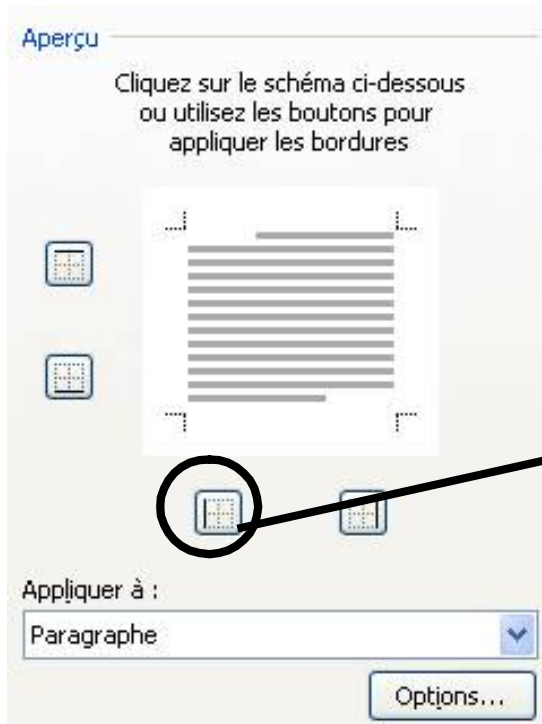 Aperçu
Cliquez sur le schéma ci-dessous
ou utilisez les boutons pour
appliquer les bordures
Appliquer à :
Paragraphe
Options...